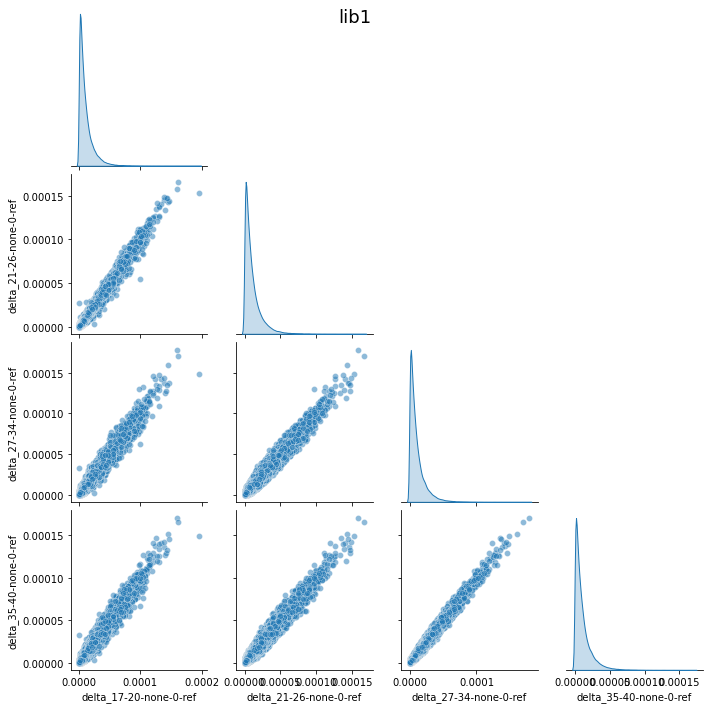 lib1
delta_21-26-none-0-ref
0.00015
0.00010
0.00005
0.00000
delta_27-34-none-0-ref
0.00015
0.00010
0.00005
0.00000
delta_35-40-none-0-ref
0.00015
0.00010
0.00005
0.00000
0.0000 0.0001 0.0002
0.00000 0.00005 0.00010 0.00015
0.0000 0.0001
0.00000 0.00005 0.00010 0.00015
delta_17-20-none-0-ref
delta_21-26-none-0-ref
delta_27-34-none-0-ref
delta_35-40-none-0-ref